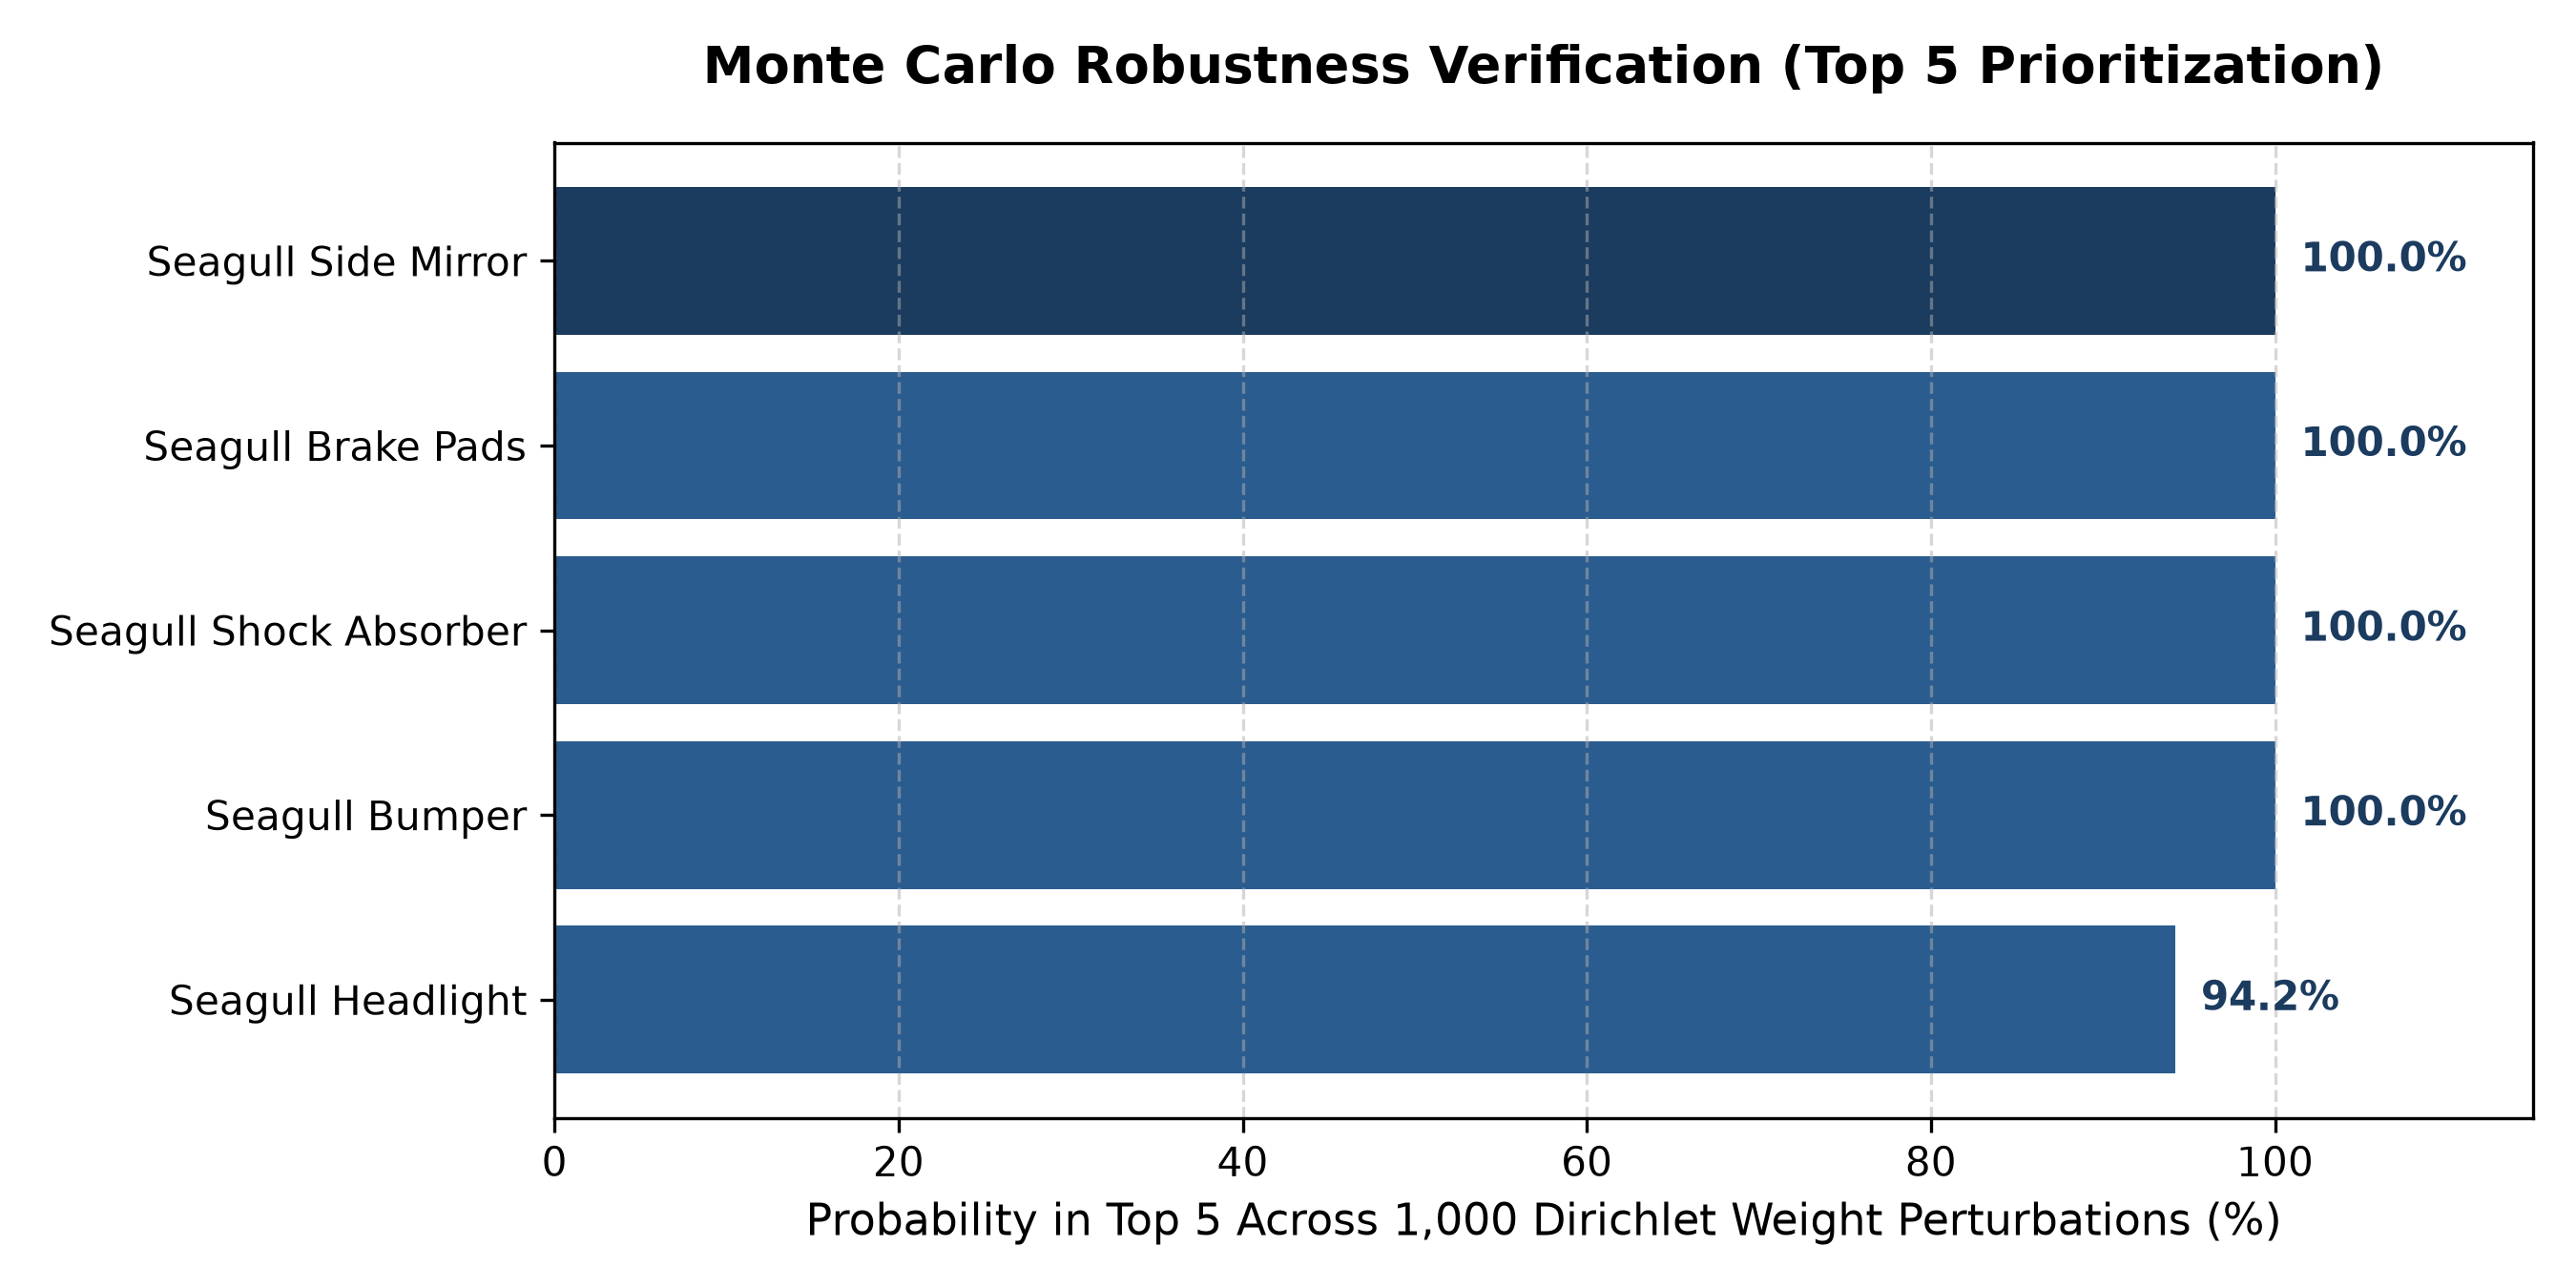 Monte Carlo Robustness Verification (Top 5 Prioritization)
Seagull Side Mirror
100.0%
Seagull Brake Pads
100.0%
Seagull Shock Absorber
100.0%
Seagull Bumper
100.0%
Seagull Headlight
94.2%
0 20 40 60 80 100
Probability in Top 5 Across 1,000 Dirichlet Weight Perturbations (%)